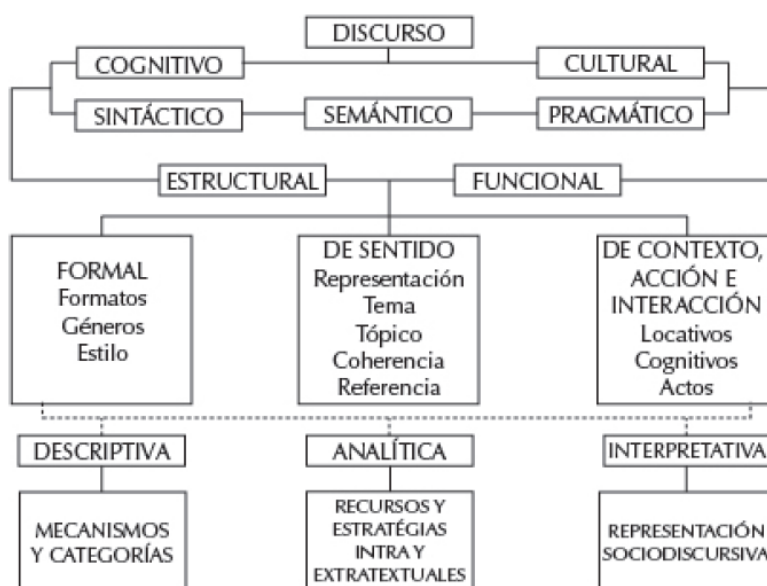 DISCURSO
COGNITIVO
CULTURAL
SINTÁCTICO
SEMÁNTICO
PRAGMÁTICO
ESTRUCTURAL
FUNCIONAL
FORMAL
Formatos
Géneros
Estilo
DE SENTIDO
Representación
Tema
Tópico
Coherencia
Referencia
DE CONTEXTO,
ACCIÓN E
INTERACCIÓN
Locativos
Cognitivos
Actos
DESCRIPTIVA
ANALÍTICA
INTERPRETATIVA
MECANISMOS
Y CATEGORÍAS
RECURSOS Y
ESTRATÉGIAS
INTRA Y
EXTRATEXTUALES
REPRESENTACIÓN
SOCIODISCURSIVA